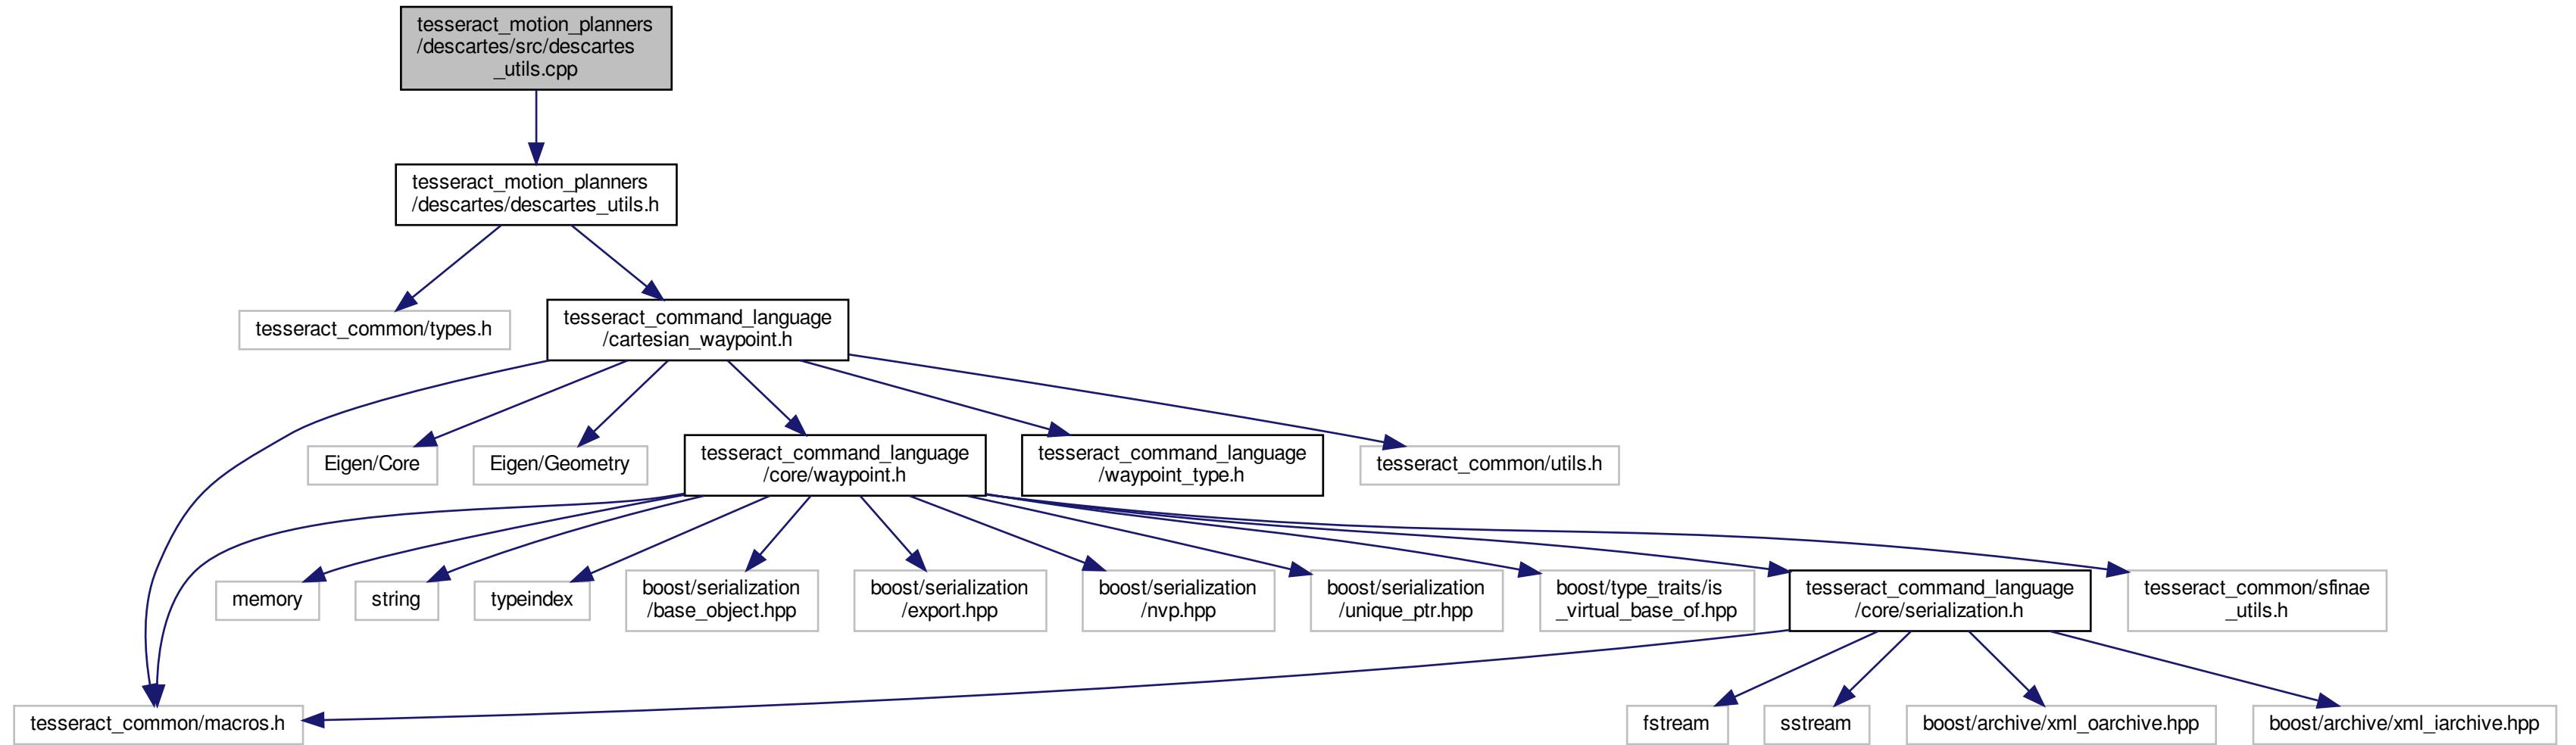 tesseract_motion_planners
/descartes/src/descartes
_utils.cpp
tesseract_motion_planners
/descartes/descartes_utils.h
tesseract_common/types.h
tesseract_command_language
/cartesian_waypoint.h
Eigen/Core
Eigen/Geometry
tesseract_command_language
/core/waypoint.h
tesseract_command_language
/waypoint_type.h
tesseract_common/utils.h
memory
string
typeindex
boost/serialization
/base_object.hpp
boost/serialization
/export.hpp
boost/serialization
/nvp.hpp
boost/serialization
/unique_ptr.hpp
boost/type_traits/is
_virtual_base_of.hpp
tesseract_command_language
/core/serialization.h
tesseract_common/sfinae
_utils.h
tesseract_common/macros.h
fstream
sstream
boost/archive/xml_oarchive.hpp
boost/archive/xml_iarchive.hpp